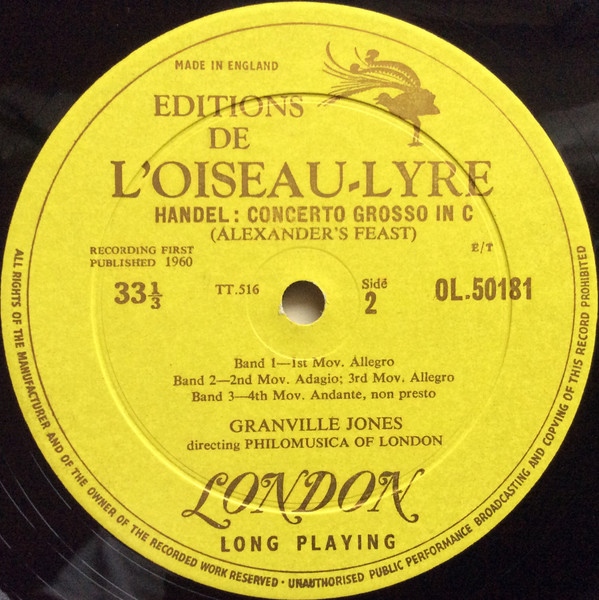 MADE IN ENGLAND
EDITIONS
DE
L'OISEAU-LYRE
HANDEL: CONCERTO GROSSO IN C
(ALEXANDER'S FEAST)
RECORDING FIRST
PUBLISHED 1960
E/T
33⅓
TT.516
Side
2
OL.50181
Band 1—1st Mov. Allegro
Band 2—2nd Mov. Adagio; 3rd Mov. Allegro
Band 3—4th Mov. Andante, non presto
GRANVILLE JONES
directing PHILOMUSICA OF LONDON
LONDON
LONG PLAYING
ALL RIGHTS OF THE MANUFACTURER AND OF THE OWNER OF THE RECORDED WORK RESERVED · UNAUTHORISED PUBLIC PERFORMANCE BROADCASTING AND COPYING OF THIS RECORD PROHIBITED